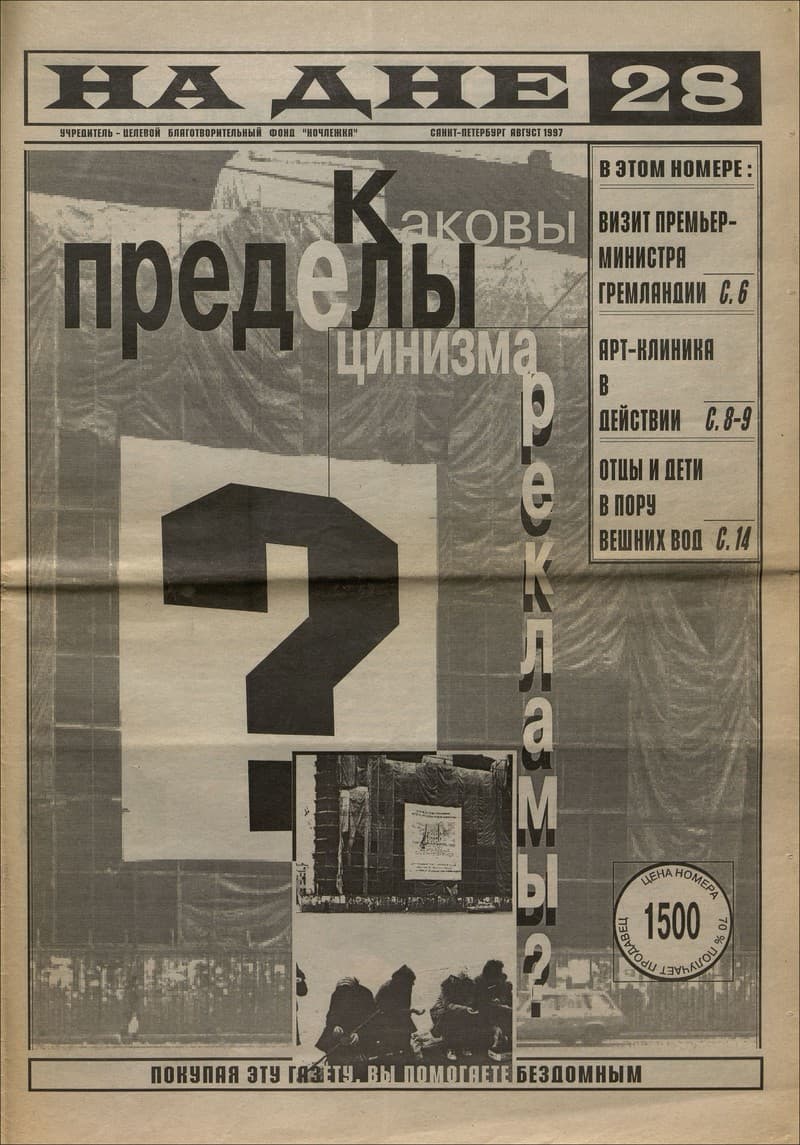 НА ДНЕ 28
УЧРЕДИТЕЛЬ - ЦЕЛЕВОЙ БЛАГОТВОРИТЕЛЬНЫЙ ФОНД "НОЧЛЕЖКА" САНКТ-ПЕТЕРБУРГ АВГУСТ 1997
Каковы
пределы
цинизма
рекламы?
?
В ЭТОМ НОМЕРЕ:
ВИЗИТ ПРЕМЬЕР-
МИНИСТРА
ГРЕМЛАНДИИ С. 6
АРТ-КЛИНИКА
В
ДЕЙСТВИИ С. 8-9
ОТЦЫ И ДЕТИ
В ПОРУ
ВЕШНИХ ВОД С. 14
ЦЕНА НОМЕРА
1500
70 % ПОЛУЧАЕТ ПРОДАВЕЦ
ПОКУПАЯ ЭТУ ГАЗЕТУ, ВЫ ПОМОГАЕТЕ БЕЗДОМНЫМ